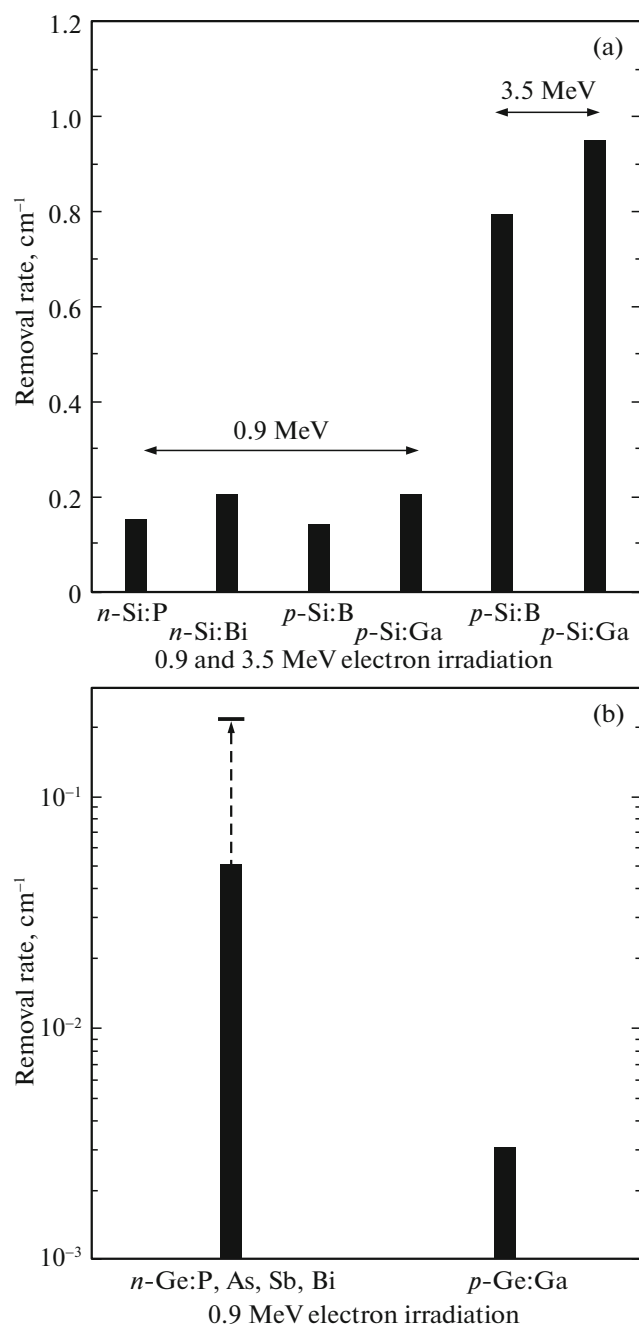 (a)
1.2
1.0
0.8
0.6
0.4
0.2
0
Removal rate, cm⁻¹
3.5 MeV
0.9 MeV
n-Si:P
n-Si:Bi
p-Si:B
p-Si:Ga
p-Si:B
p-Si:Ga
0.9 and 3.5 MeV electron irradiation
(b)
10⁻¹
10⁻²
10⁻³
Removal rate, cm⁻¹
n-Ge:P, As, Sb, Bi
p-Ge:Ga
0.9 MeV electron irradiation